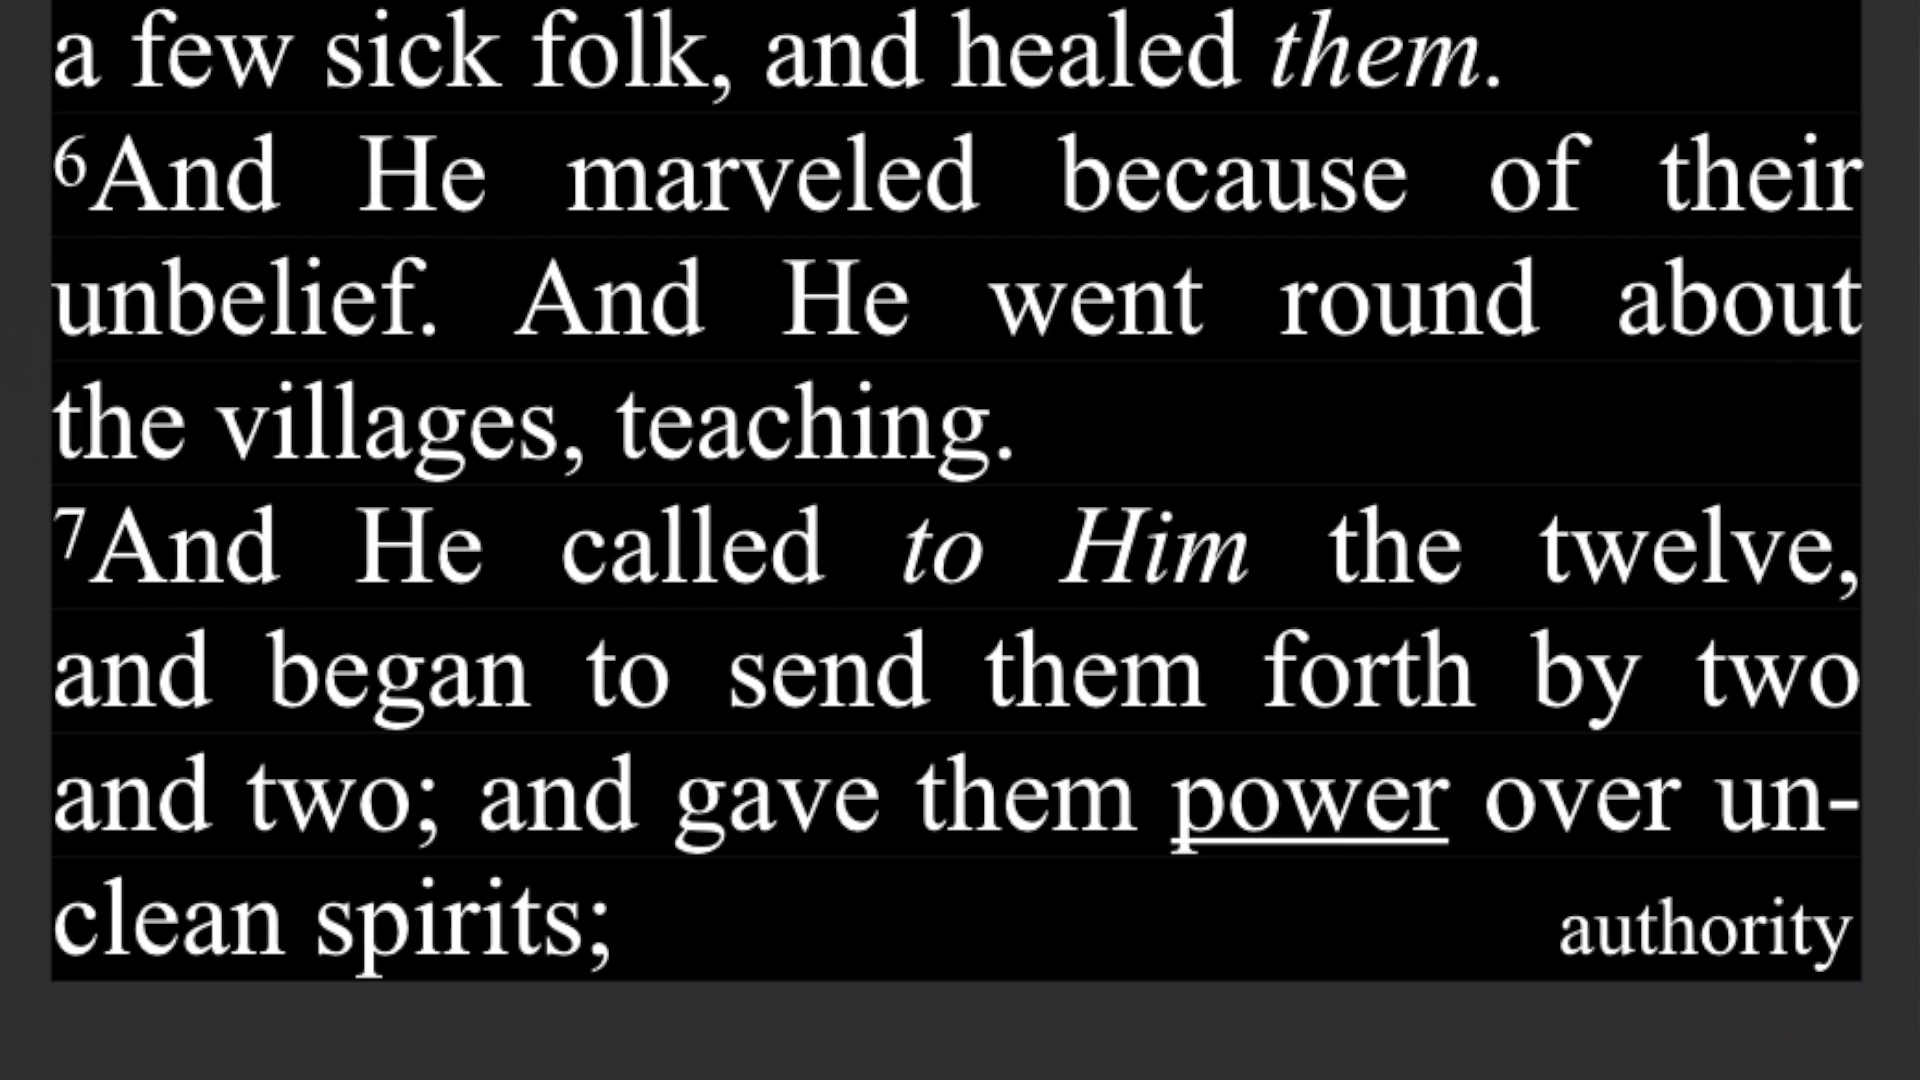 a few sick folk, and healed them.
6And He marveled because of their
unbelief. And He went round about
the villages, teaching.
7And He called to Him the twelve,
and began to send them forth by two
and two; and gave them power over un-
clean spirits; authority